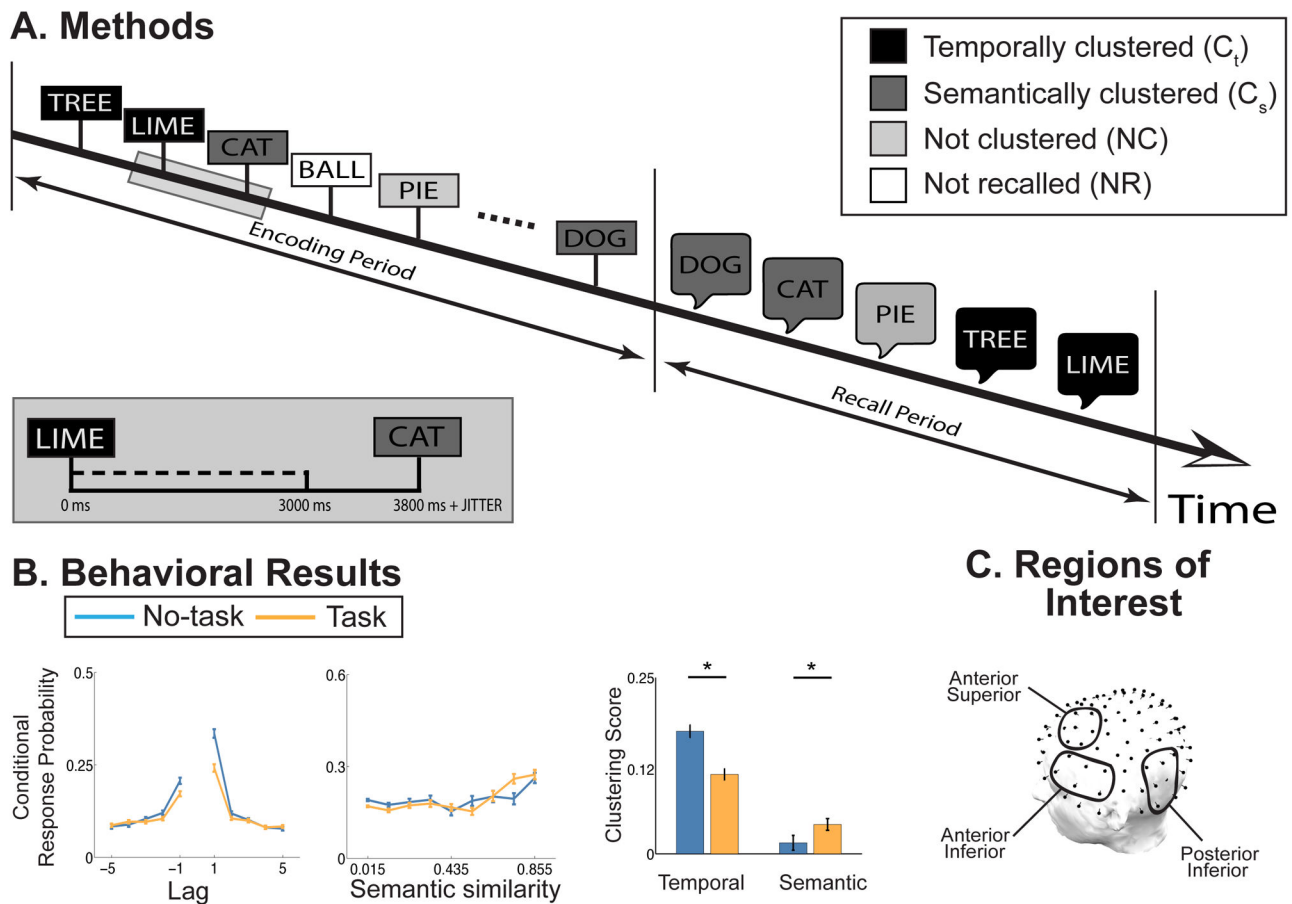 A. Methods
Temporally clustered (Ct)
Semantically clustered (Cs)
Not clustered (NC)
Not recalled (NR)
TREE
LIME
CAT
BALL
PIE
DOG
Encoding Period
DOG
CAT
PIE
TREE
LIME
Recall Period
Time
LIME
CAT
0 ms
3000 ms
3800 ms + JITTER
B. Behavioral Results
No-task
Task
Conditional
Response Probability
0.5
0.25
0
-5
-1
1
5
Lag
0.6
0.3
0
0.015
0.435
0.855
Semantic similarity
Clustering Score
0.25
0.12
0
*
*
Temporal
Semantic
C. Regions of
Interest
Anterior
Superior
Anterior
Inferior
Posterior
Inferior